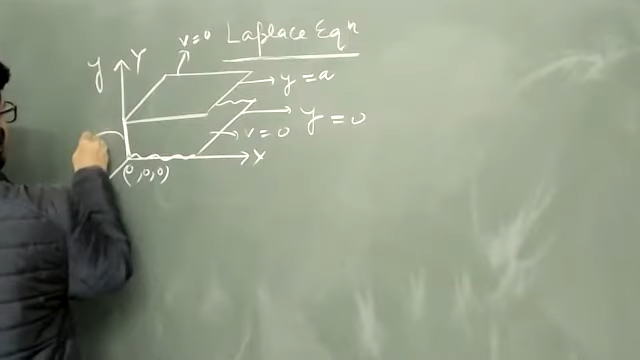 v=0 Laplace Eqⁿ
y Y
y = a
y = 0
v = 0
X
(0,0,0)